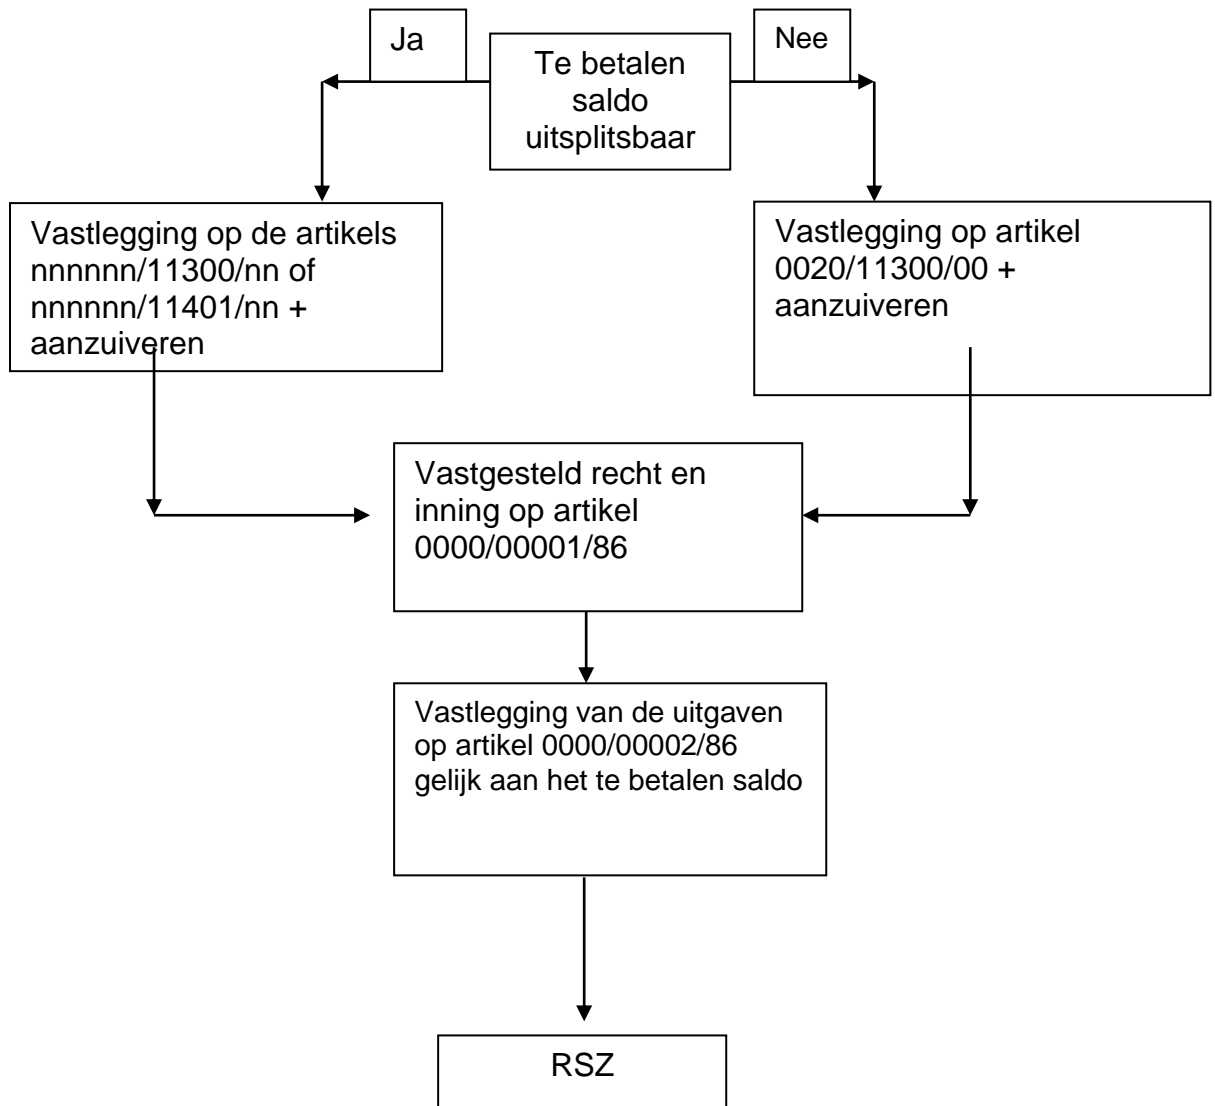 Ja
Te betalen
saldo
uitsplitsbaar
Nee
Vastlegging op de artikels
nnnnnn/11300/nn of
nnnnnn/11401/nn +
aanzuiveren
Vastlegging op artikel
0020/11300/00 +
aanzuiveren
Vastgesteld recht en
inning op artikel
0000/00001/86
Vastlegging van de uitgaven
op artikel 0000/00002/86
gelijk aan het te betalen saldo
RSZ